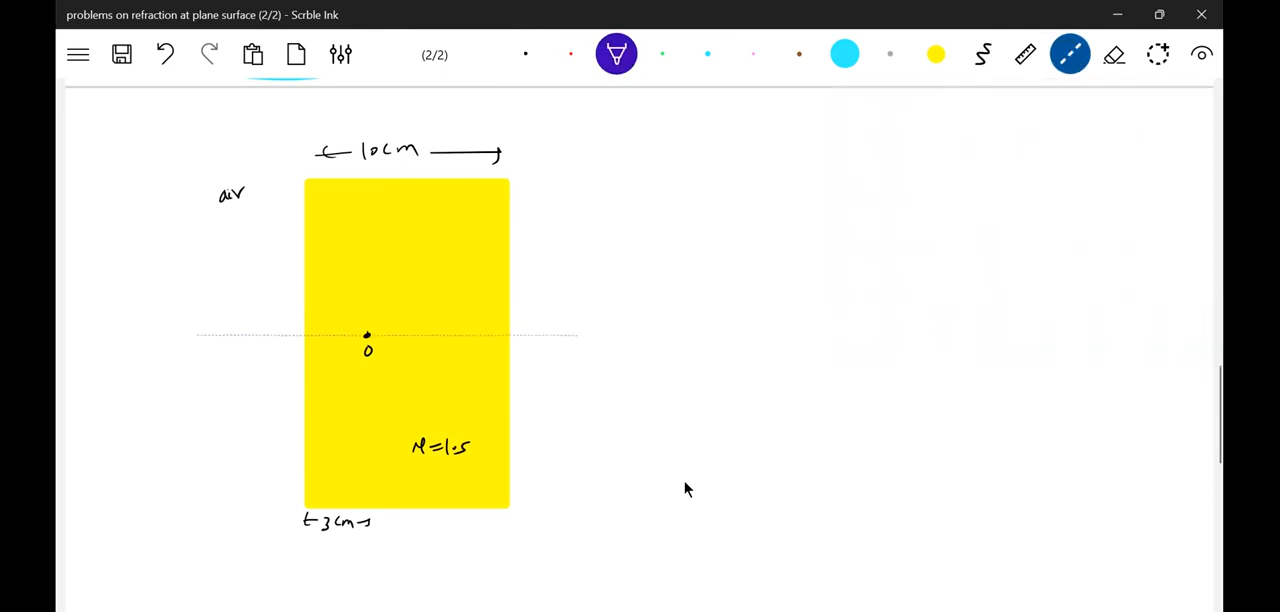 problems on refraction at plane surface (2/2) - Scrble Ink
(2/2)
10cm
air
O
μ=1.5
3cm